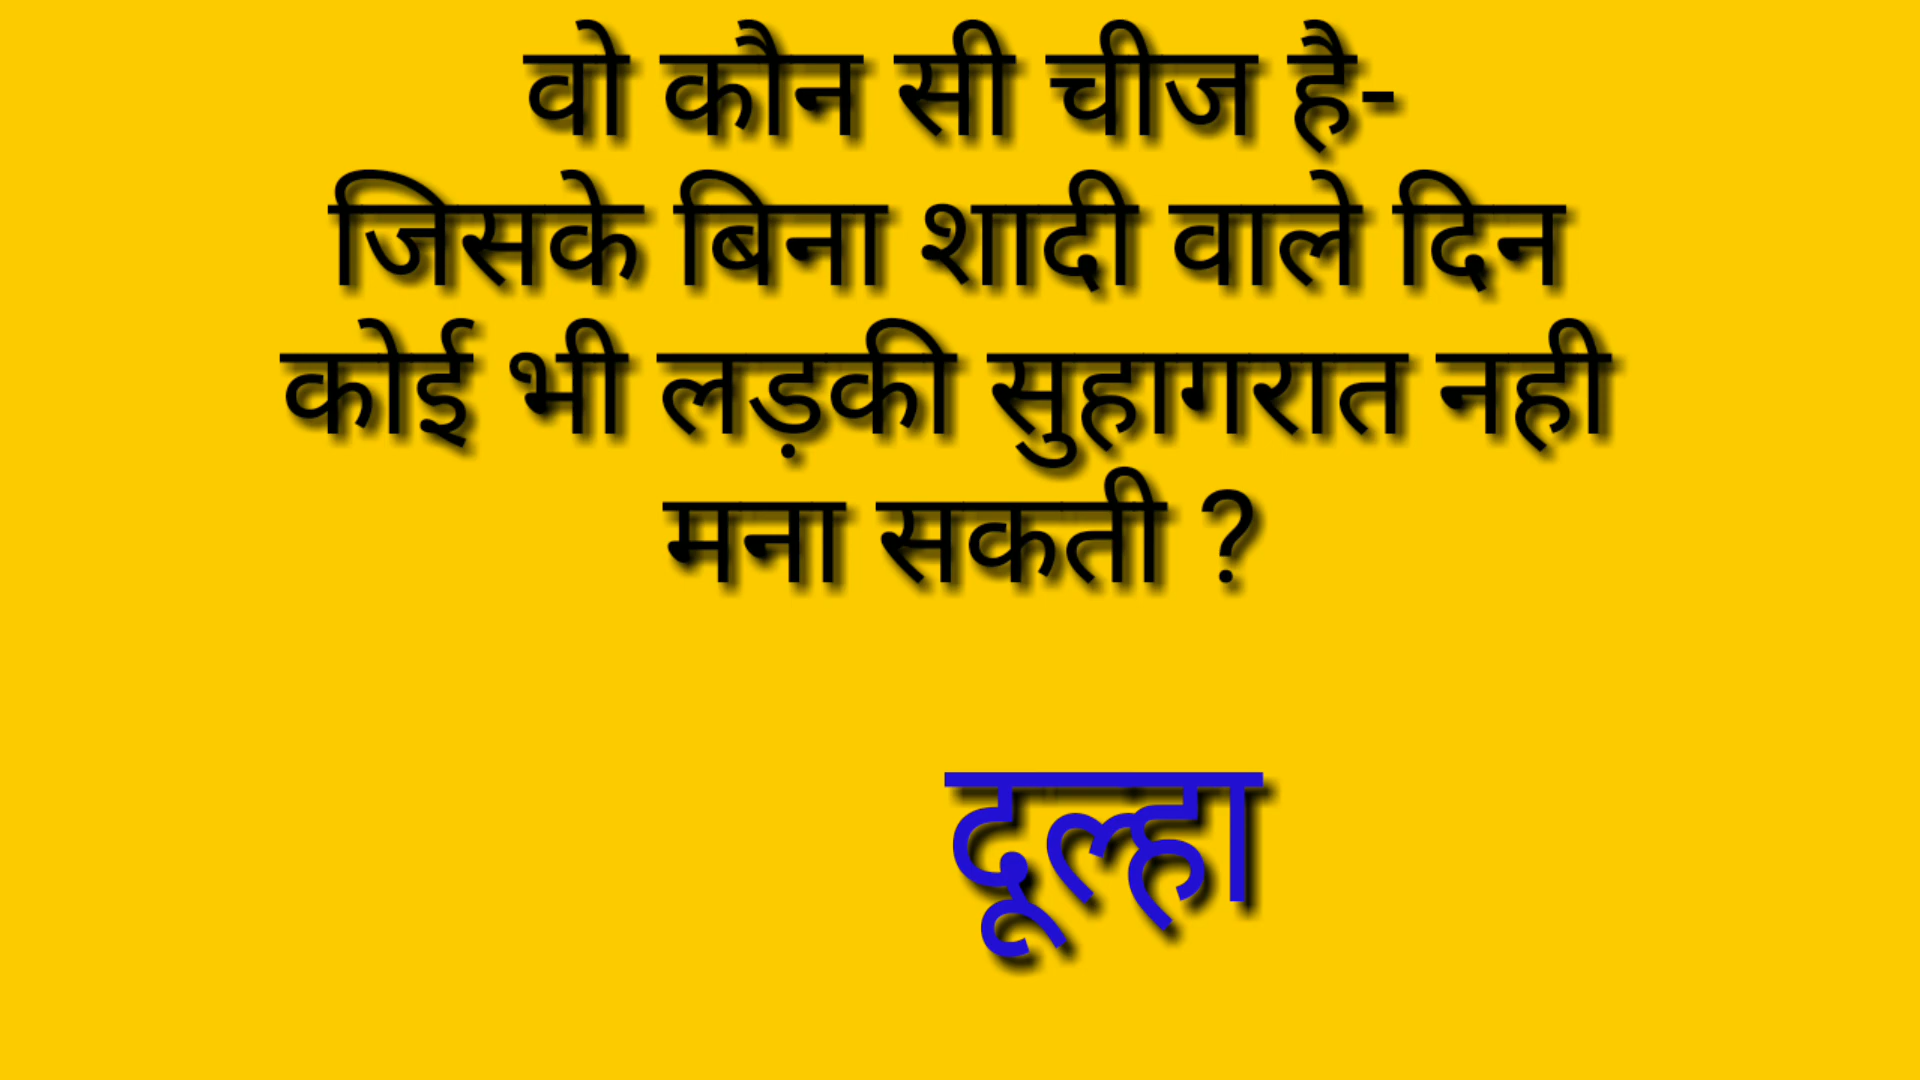 वो कौन सी चीज है-
जिसके बिना शादी वाले दिन
कोई भी लड़की सुहागरात नही
मना सकती ?
दूल्हा